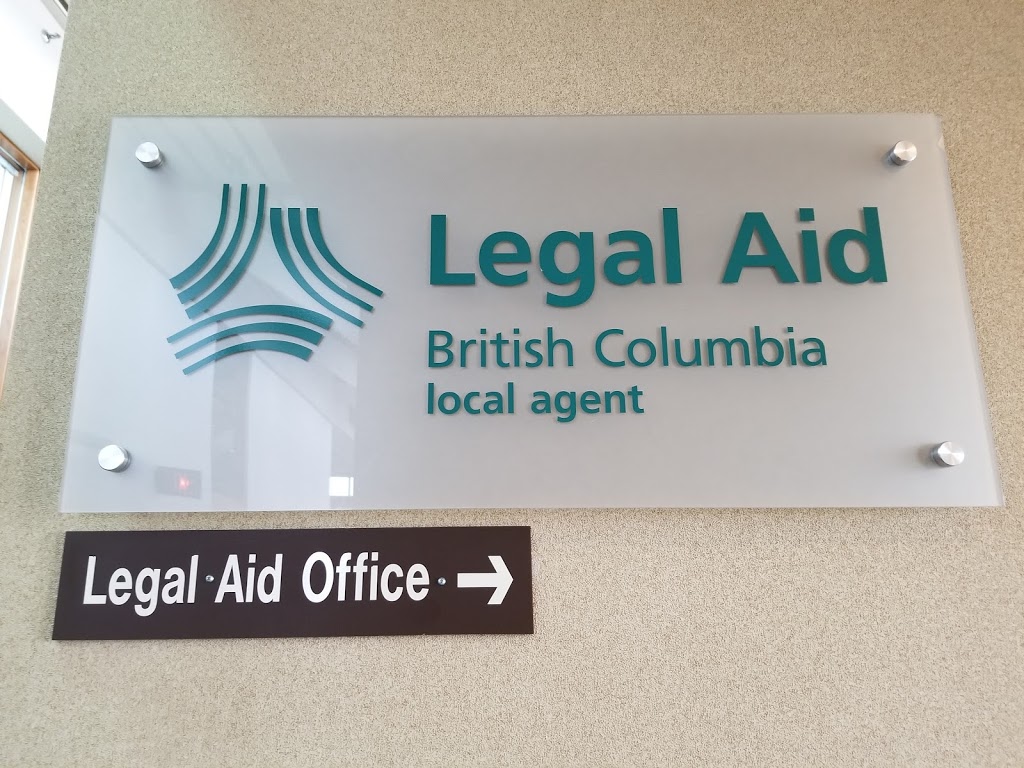 Legal Aid
British Columbia
local agent
Legal Aid Office →